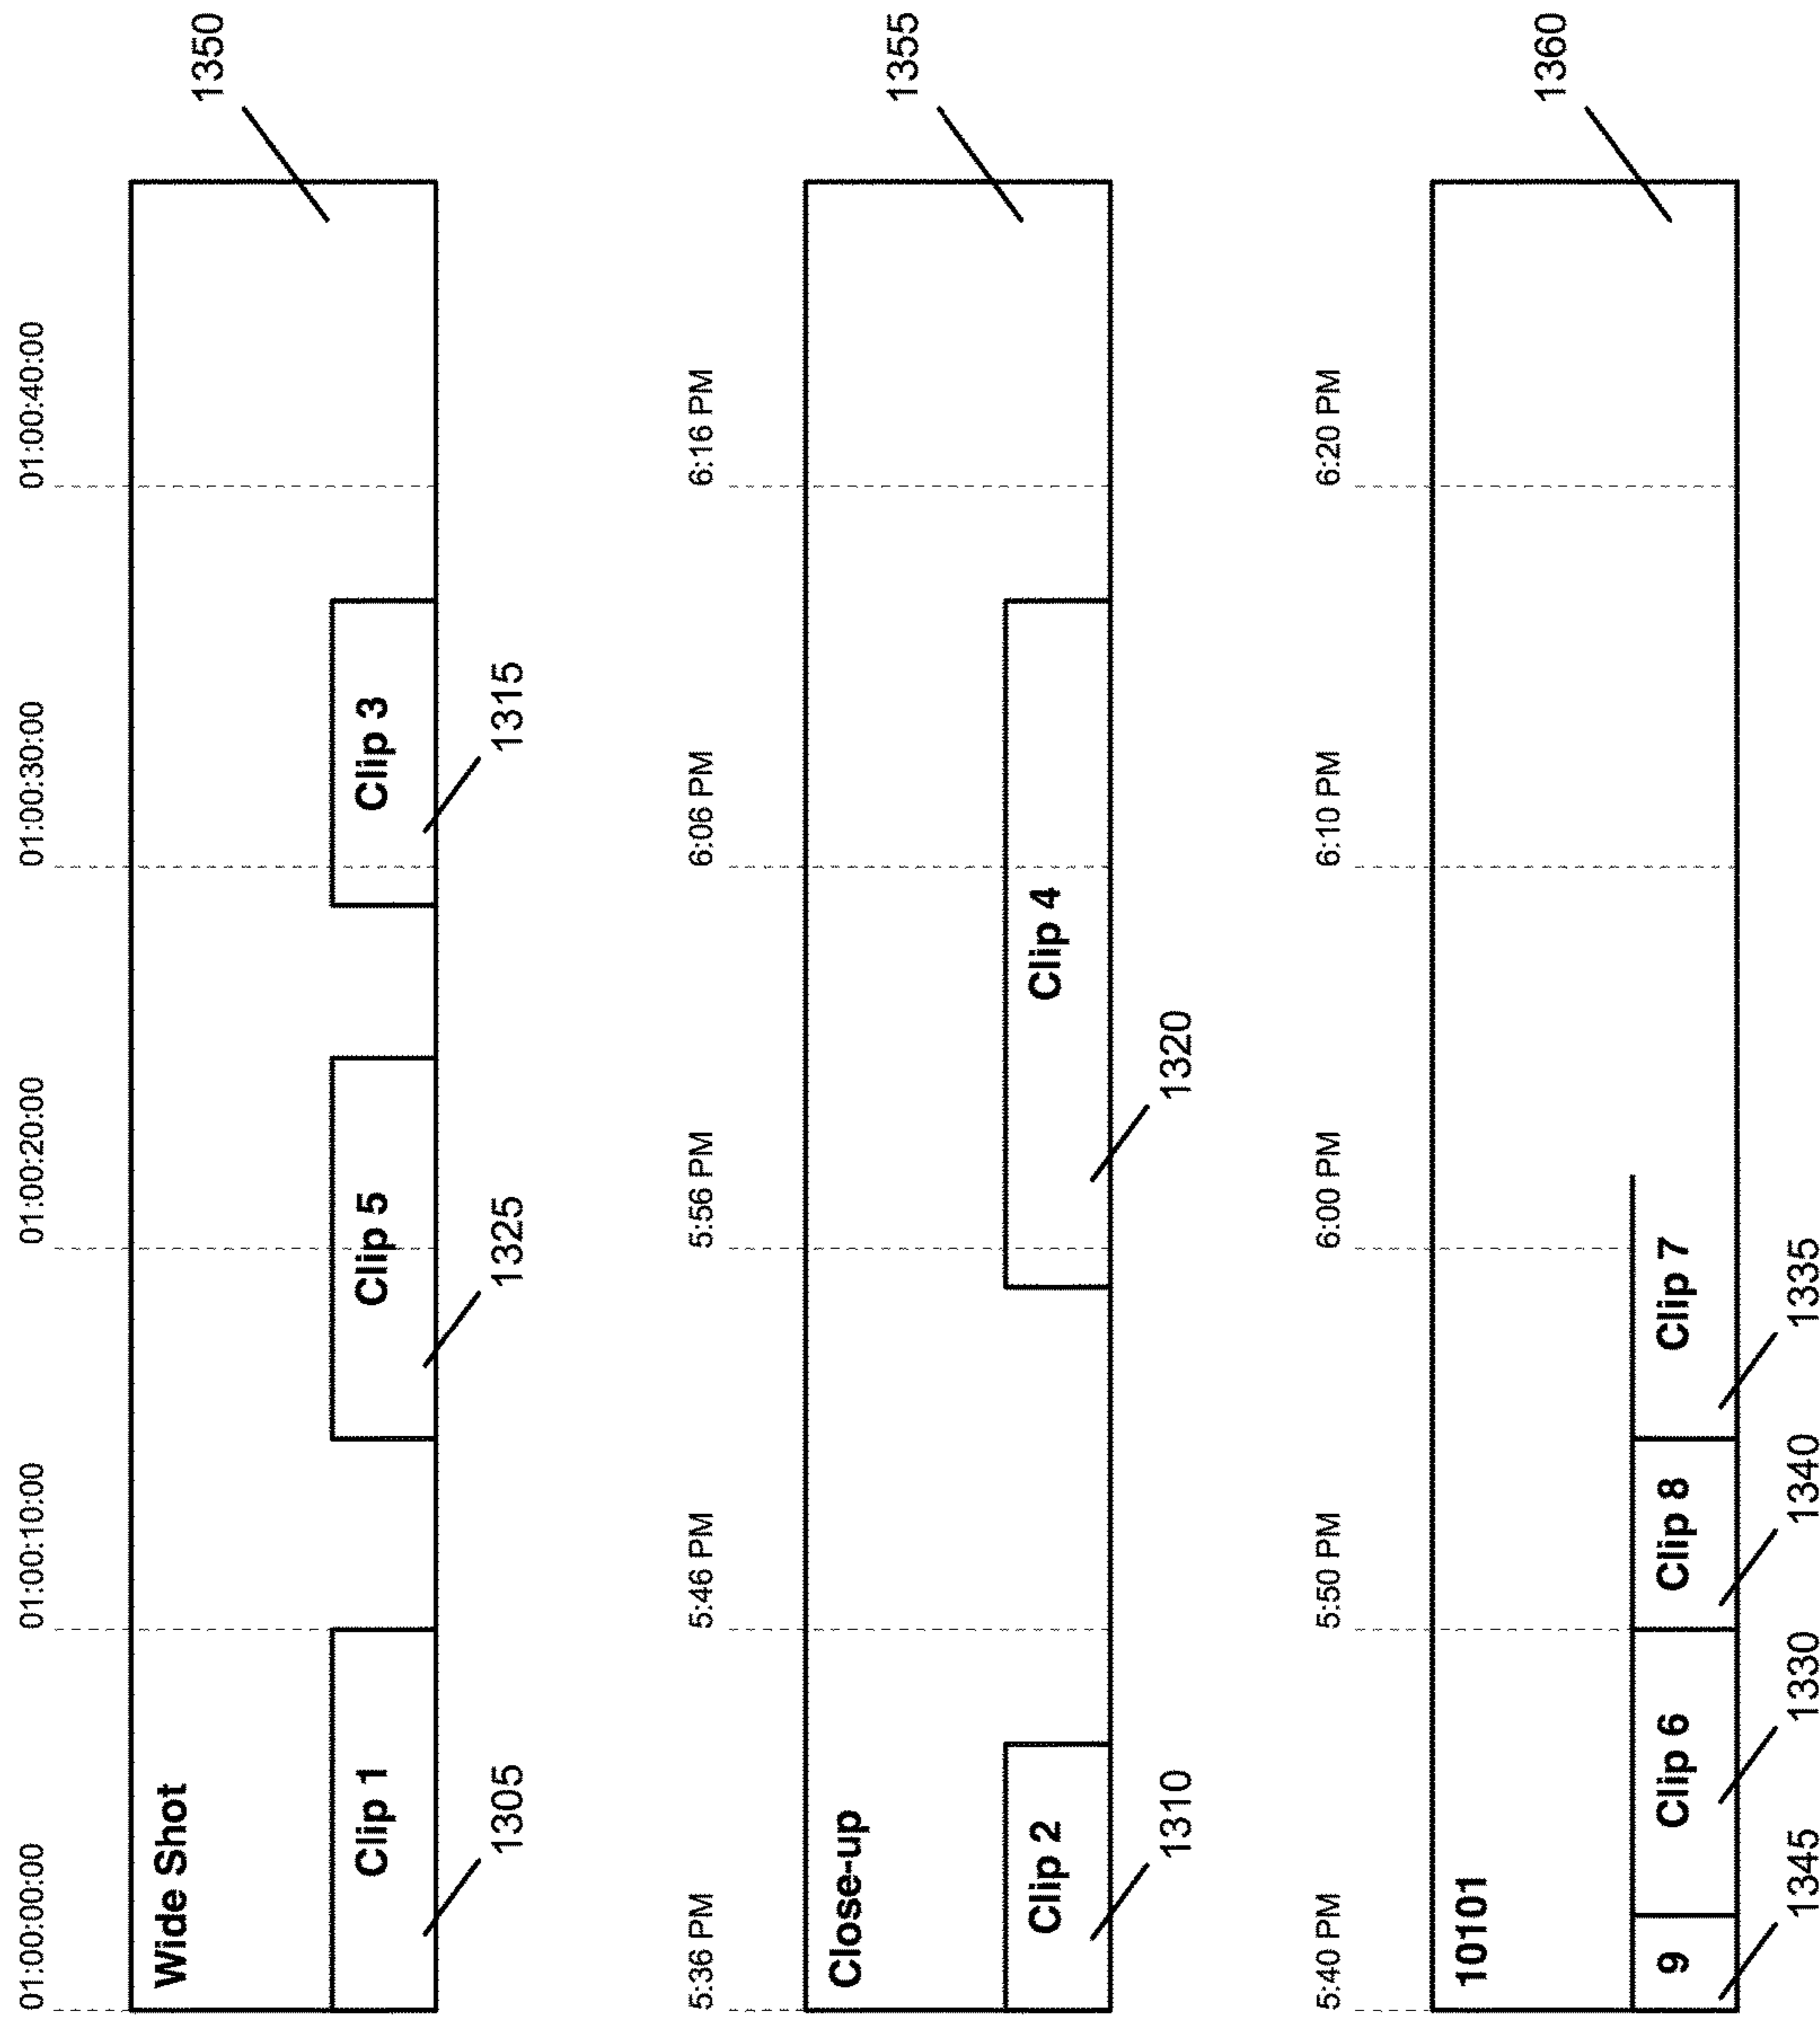 01:00:00:00 01:00:10:00 01:00:20:00 01:00:30:00 01:00:40:00
Wide Shot
1350
Clip 1 Clip 5 Clip 3
1305 1325 1315
5:36 PM 5:46 PM 5:56 PM 6:06 PM 6:16 PM
Close-up
1355
Clip 2 Clip 4
1310 1320
5:40 PM 5:50 PM 6:00 PM 6:10 PM 6:20 PM
10101
1360
9 Clip 6 Clip 8 Clip 7
1345 1330 1340 1335